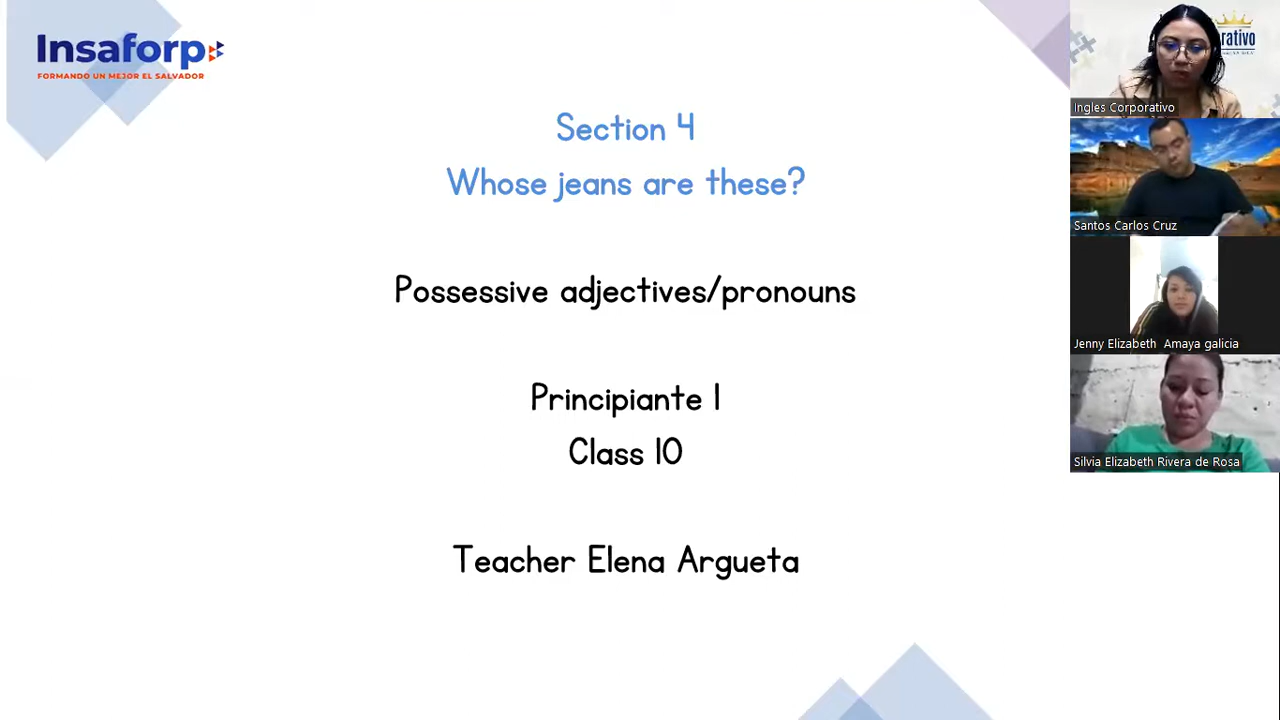 Insaforp
FORMANDO UN MEJOR EL SALVADOR
Section 4
Whose jeans are these?
Possessive adjectives/pronouns
Principiante 1
Class 10
Teacher Elena Argueta
rativo
Ingles Corporativo
Santos Carlos Cruz
Jenny Elizabeth Amaya galicia
Silvia Elizabeth Rivera de Rosa